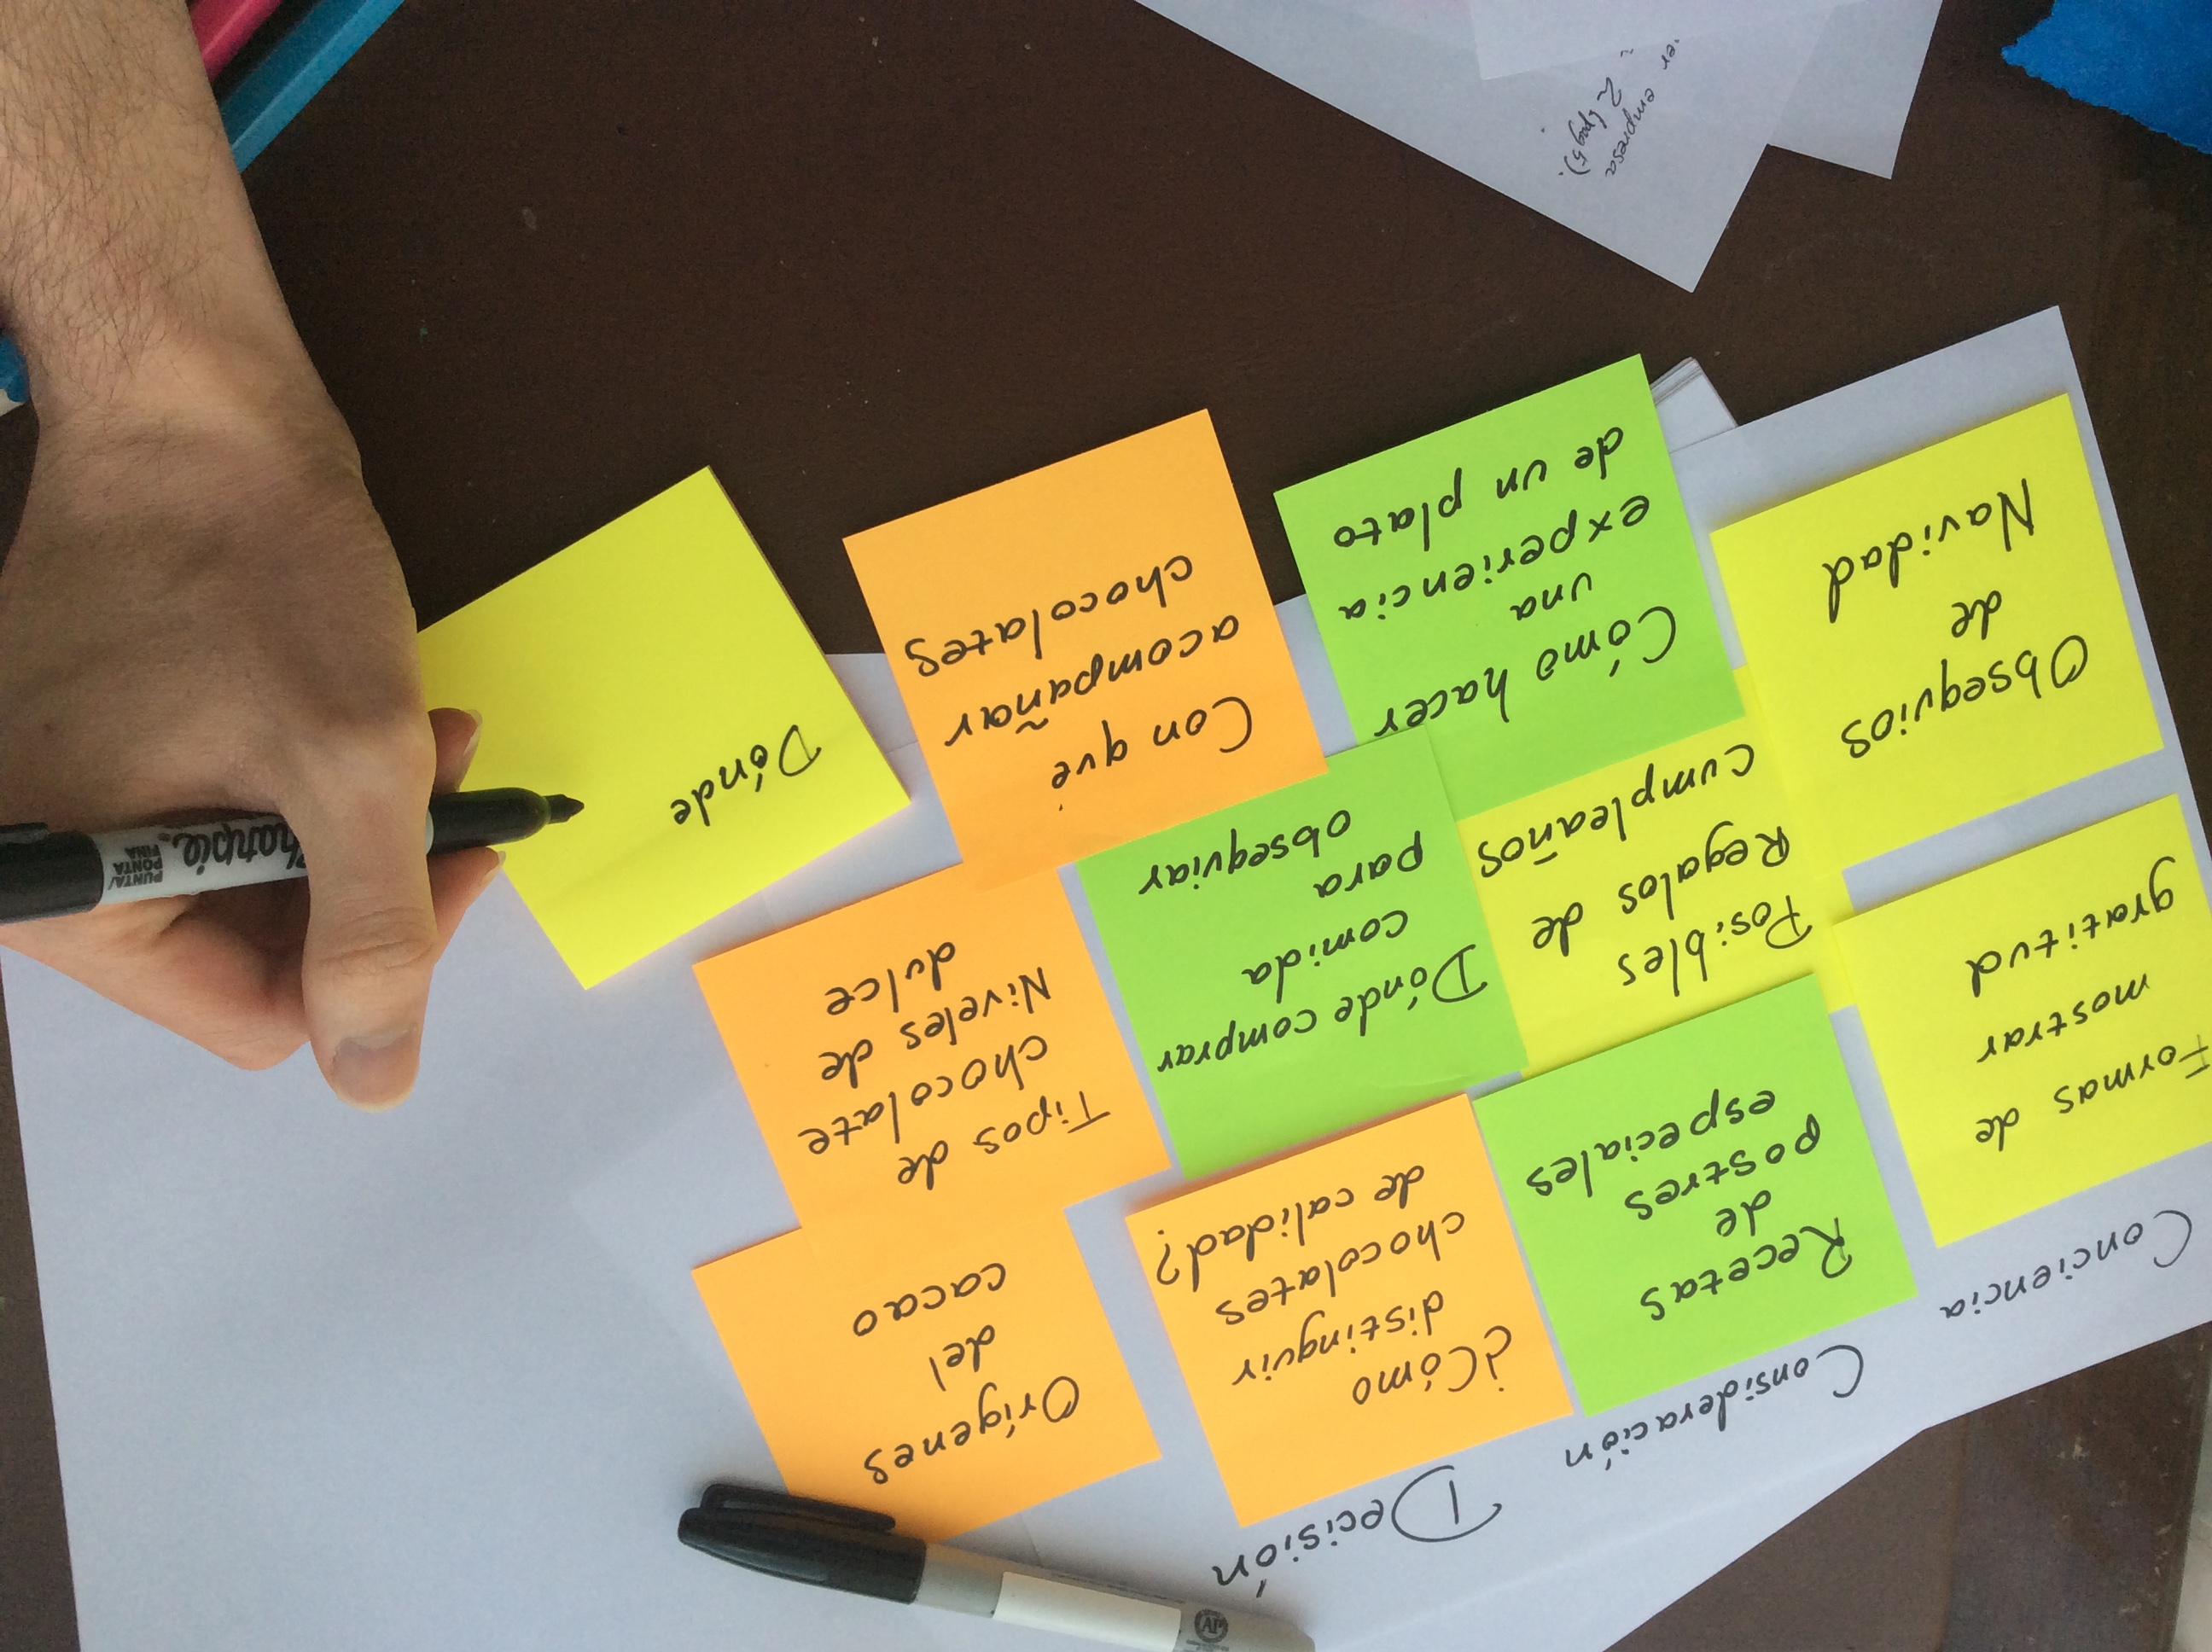 Conciencia
Consideración
Decisión
Formas de
mostrar
gratitud
Obsequios
de
Navidad
Posibles
Regalos de
cumpleaños
Recetas
de
postres
especiales
Dónde comprar
comida
para
obsequiar
Cómo hacer
una
experiencia
de un plato
¿Cómo
distinguir
chocolates
de calidad?
Orígenes
del
cacao
Tipos de
chocolate
Niveles de
dulce
Con qué
acompañar
chocolates
Dónde
Sharpie
PUNTA/
PONTA
FINA
empresa
2 (pag 5).